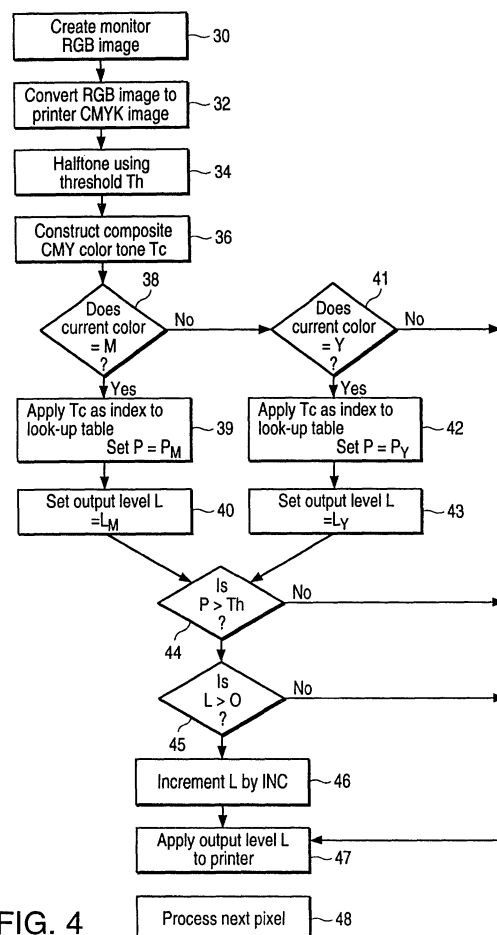 Create monitor
RGB image
30
Convert RGB image to
printer CMYK image
32
Halftone using
threshold Th
34
Construct composite
CMY color tone Tc
36
38
Does
current color
= M
?
No
Yes
41
Does
current color
= Y
?
No
Yes
Apply Tc as index to
look-up table
Set P = PM
39
Apply Tc as index to
look-up table
Set P = PY
42
Set output level L
=LM
40
Set output level L
=LY
43
Is
P > Th
?
No
44
Is
L > O
?
No
45
Increment L by INC
46
Apply output level L
to printer
47
FIG. 4
Process next pixel
48